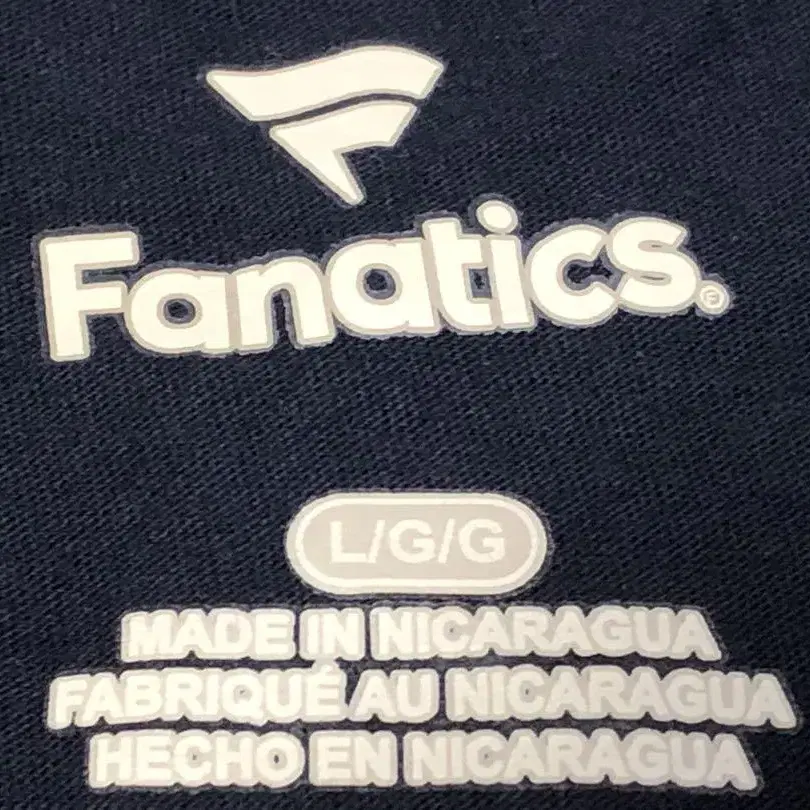 Fanatics.
L/G/G
MADE IN NICARAGUA
FABRIQUÉ AU NICARAGUA
HECHO EN NICARAGUA